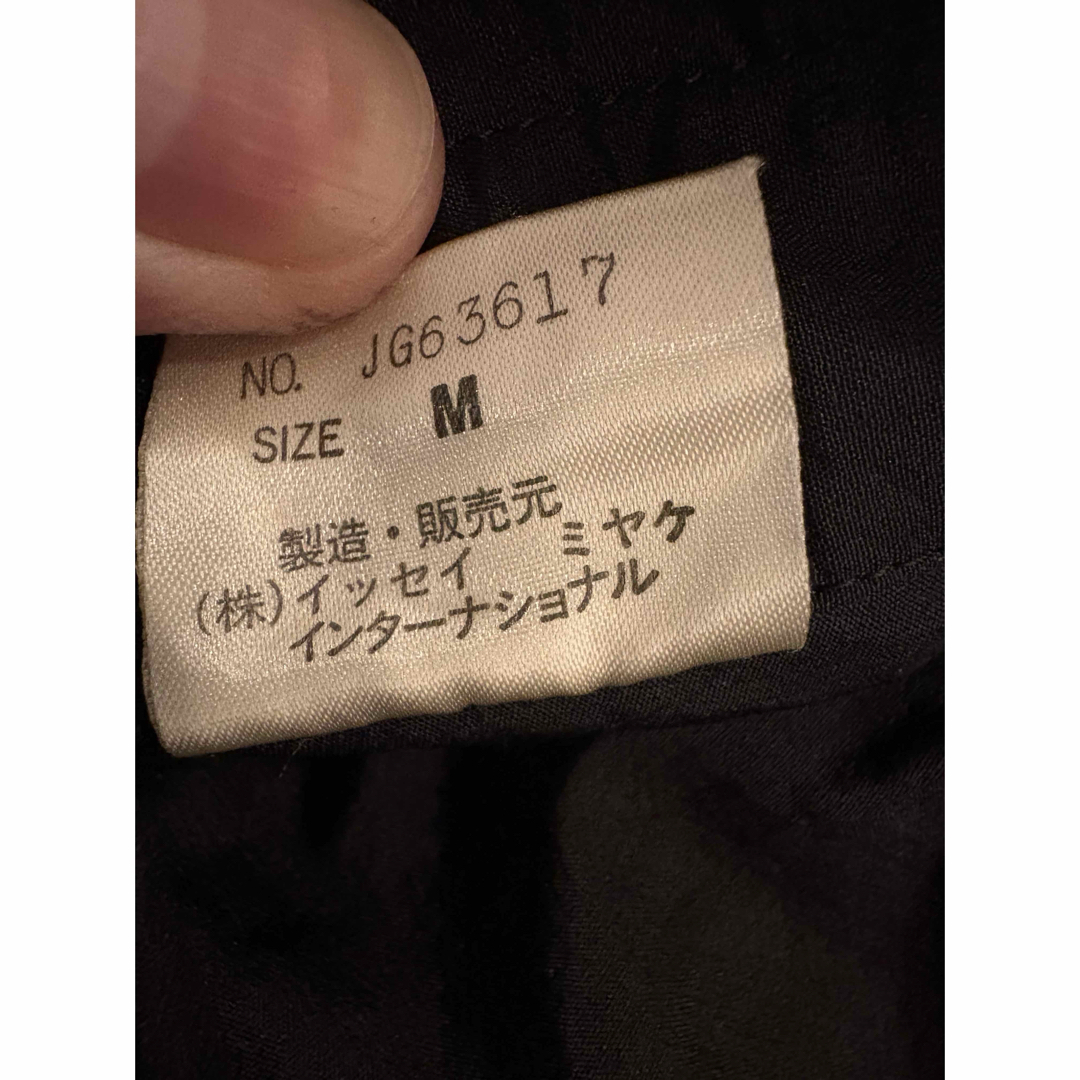 NO. JG63617
SIZE M
製造・販売元
(株)イッセイ ミヤケ
インターナショナル